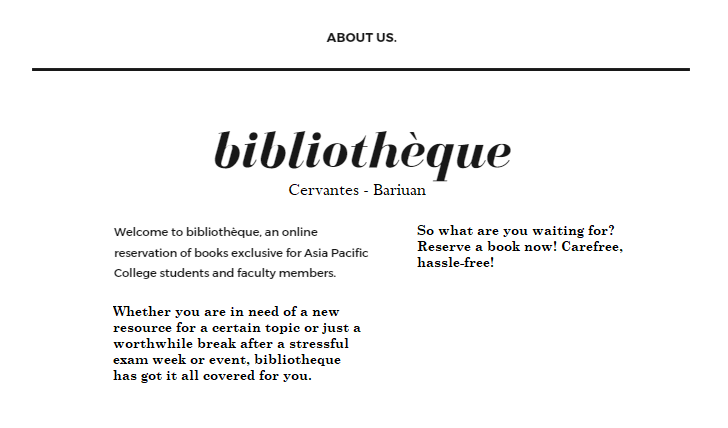 ABOUT US.
bibliothèque
Cervantes - Bariuan
Welcome to bibliothèque, an online
reservation of books exclusive for Asia Pacific
College students and faculty members.
Whether you are in need of a new
resource for a certain topic or just a
worthwhile break after a stressful
exam week or event, bibliotheque
has got it all covered for you.
So what are you waiting for?
Reserve a book now! Carefree,
hassle-free!